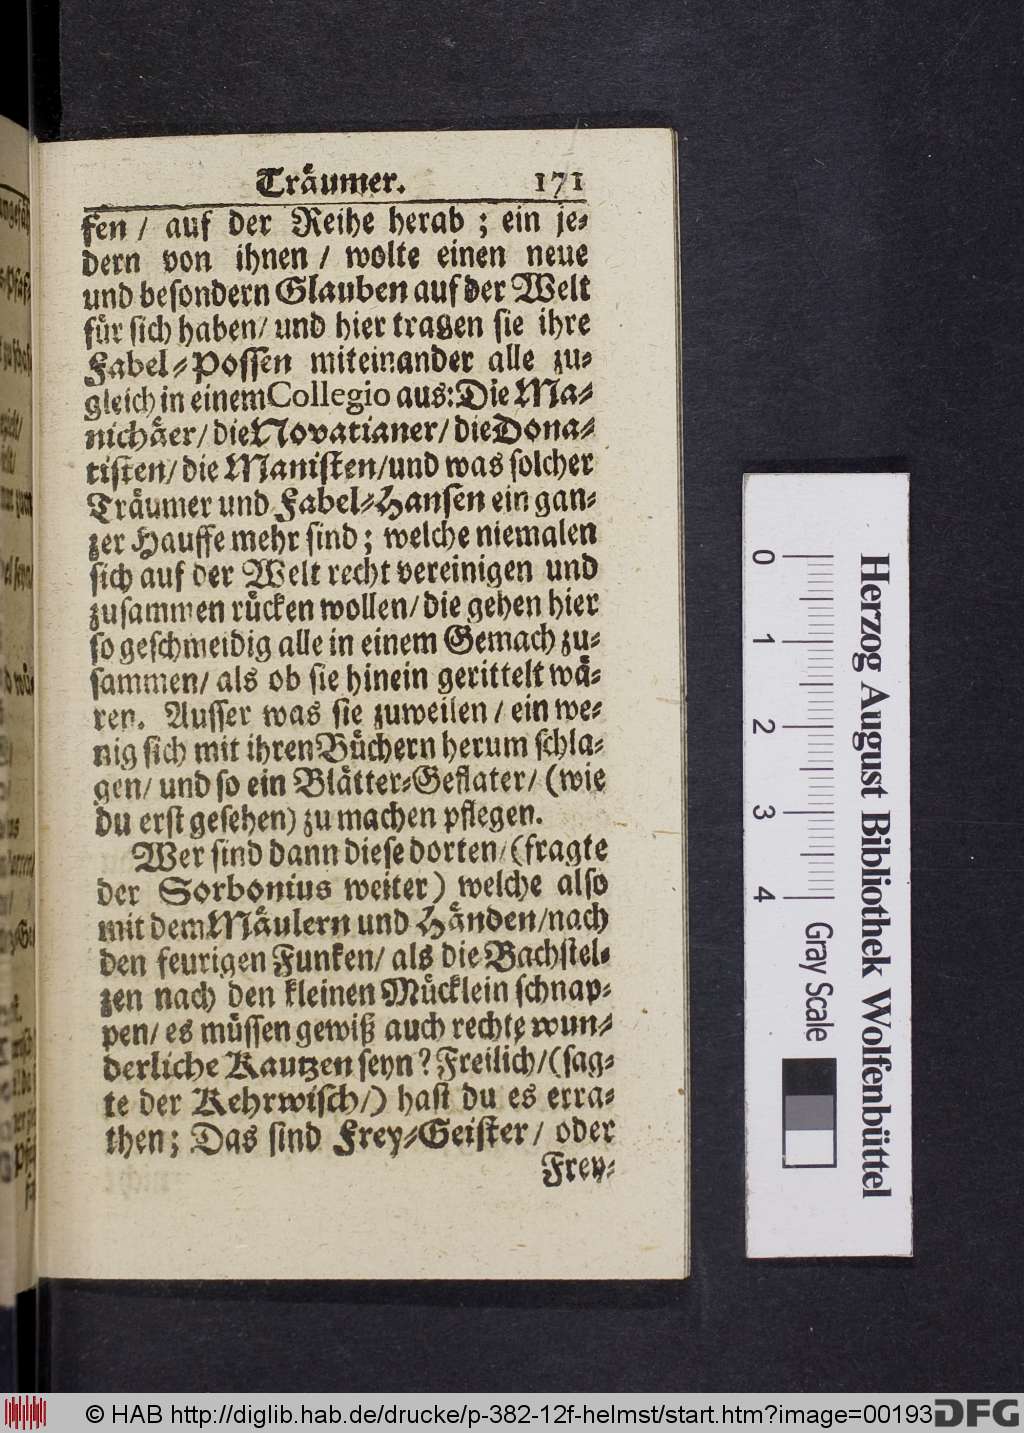 Träumer. 171
fen / auf der Reihe herab ; ein je-
dern von ihnen / wolte einen neue
und besondern Glauben auf der Welt
für sich haben / und hier tragen sie ihre
Fabel-Possen miteinander alle zu-
gleich in einem Collegio aus: Die Ma-
nichäer / die Novatianer / die Dona-
tisten / die Manisten / und was solcher
Träumer und Fabel-Hansen ein gan-
zer Hauffe mehr sind ; welche niemalen
sich auf der Welt recht vereinigen und
zusammen rücken wollen / die gehen hier
so geschmeidig alle in einem Gemach zu-
sammen / als ob sie hinein gerittelt wä-
ren. Ausser was sie zuweilen / ein we-
nig sich mit ihren Büchern herum schla-
gen / und so ein Blätter-Geflater / (wie
du erst gesehen) zu machen pflegen.
Wer sind dann diese dorten / (fragte
der Sorbonius weiter) welche also
mit dem Mäulern und Händen / nach
den feurigen Funken / als die Bachstel-
zen nach den kleinen Mücklein schnap-
pen / es müssen gewiß auch rechte wun-
derliche Kautzen seyn ? Freilich / (sag-
te der Kehrwisch /) hast du es erra-
then ; Das sind Frey-Geister / oder
Frey-
0 1 2 3 4
Gray Scale
Herzog August Bibliothek Wolfenbüttel
© HAB http://diglib.hab.de/drucke/p-382-12f-helmst/start.htm?image=00193
DFG